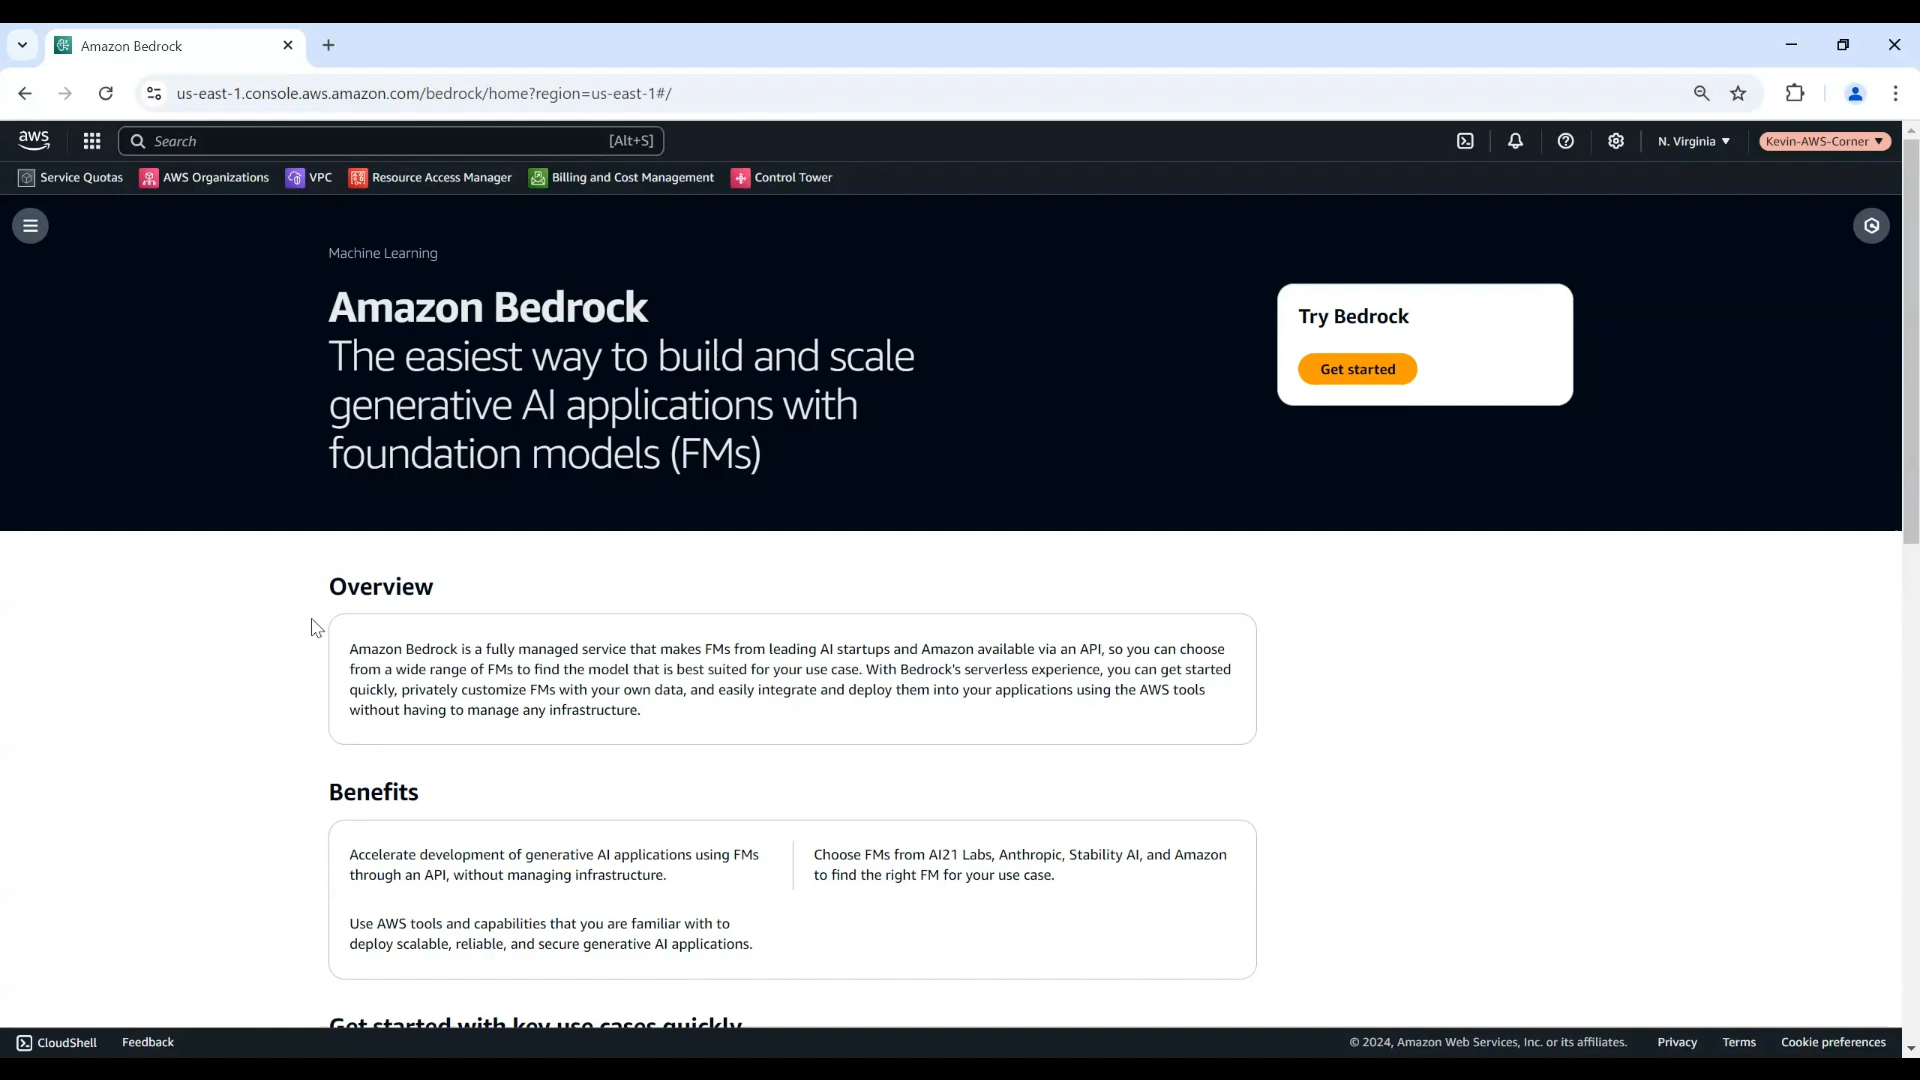 Amazon Bedrock
us-east-1.console.aws.amazon.com/bedrock/home?region=us-east-1#/
aws
Search
[Alt+S]
N. Virginia
Kevin-AWS-Corner
Service Quotas
AWS Organizations
VPC
Resource Access Manager
Billing and Cost Management
Control Tower
Machine Learning
Amazon Bedrock
The easiest way to build and scale
generative AI applications with
foundation models (FMs)
Try Bedrock
Get started
Overview
Amazon Bedrock is a fully managed service that makes FMs from leading AI startups and Amazon available via an API, so you can choose
from a wide range of FMs to find the model that is best suited for your use case. With Bedrock's serverless experience, you can get started
quickly, privately customize FMs with your own data, and easily integrate and deploy them into your applications using the AWS tools
without having to manage any infrastructure.
Benefits
Accelerate development of generative AI applications using FMs
through an API, without managing infrastructure.
Choose FMs from AI21 Labs, Anthropic, Stability AI, and Amazon
to find the right FM for your use case.
Use AWS tools and capabilities that you are familiar with to
deploy scalable, reliable, and secure generative AI applications.
Get started with key use cases quickly
CloudShell
Feedback
© 2024, Amazon Web Services, Inc. or its affiliates.
Privacy
Terms
Cookie preferences